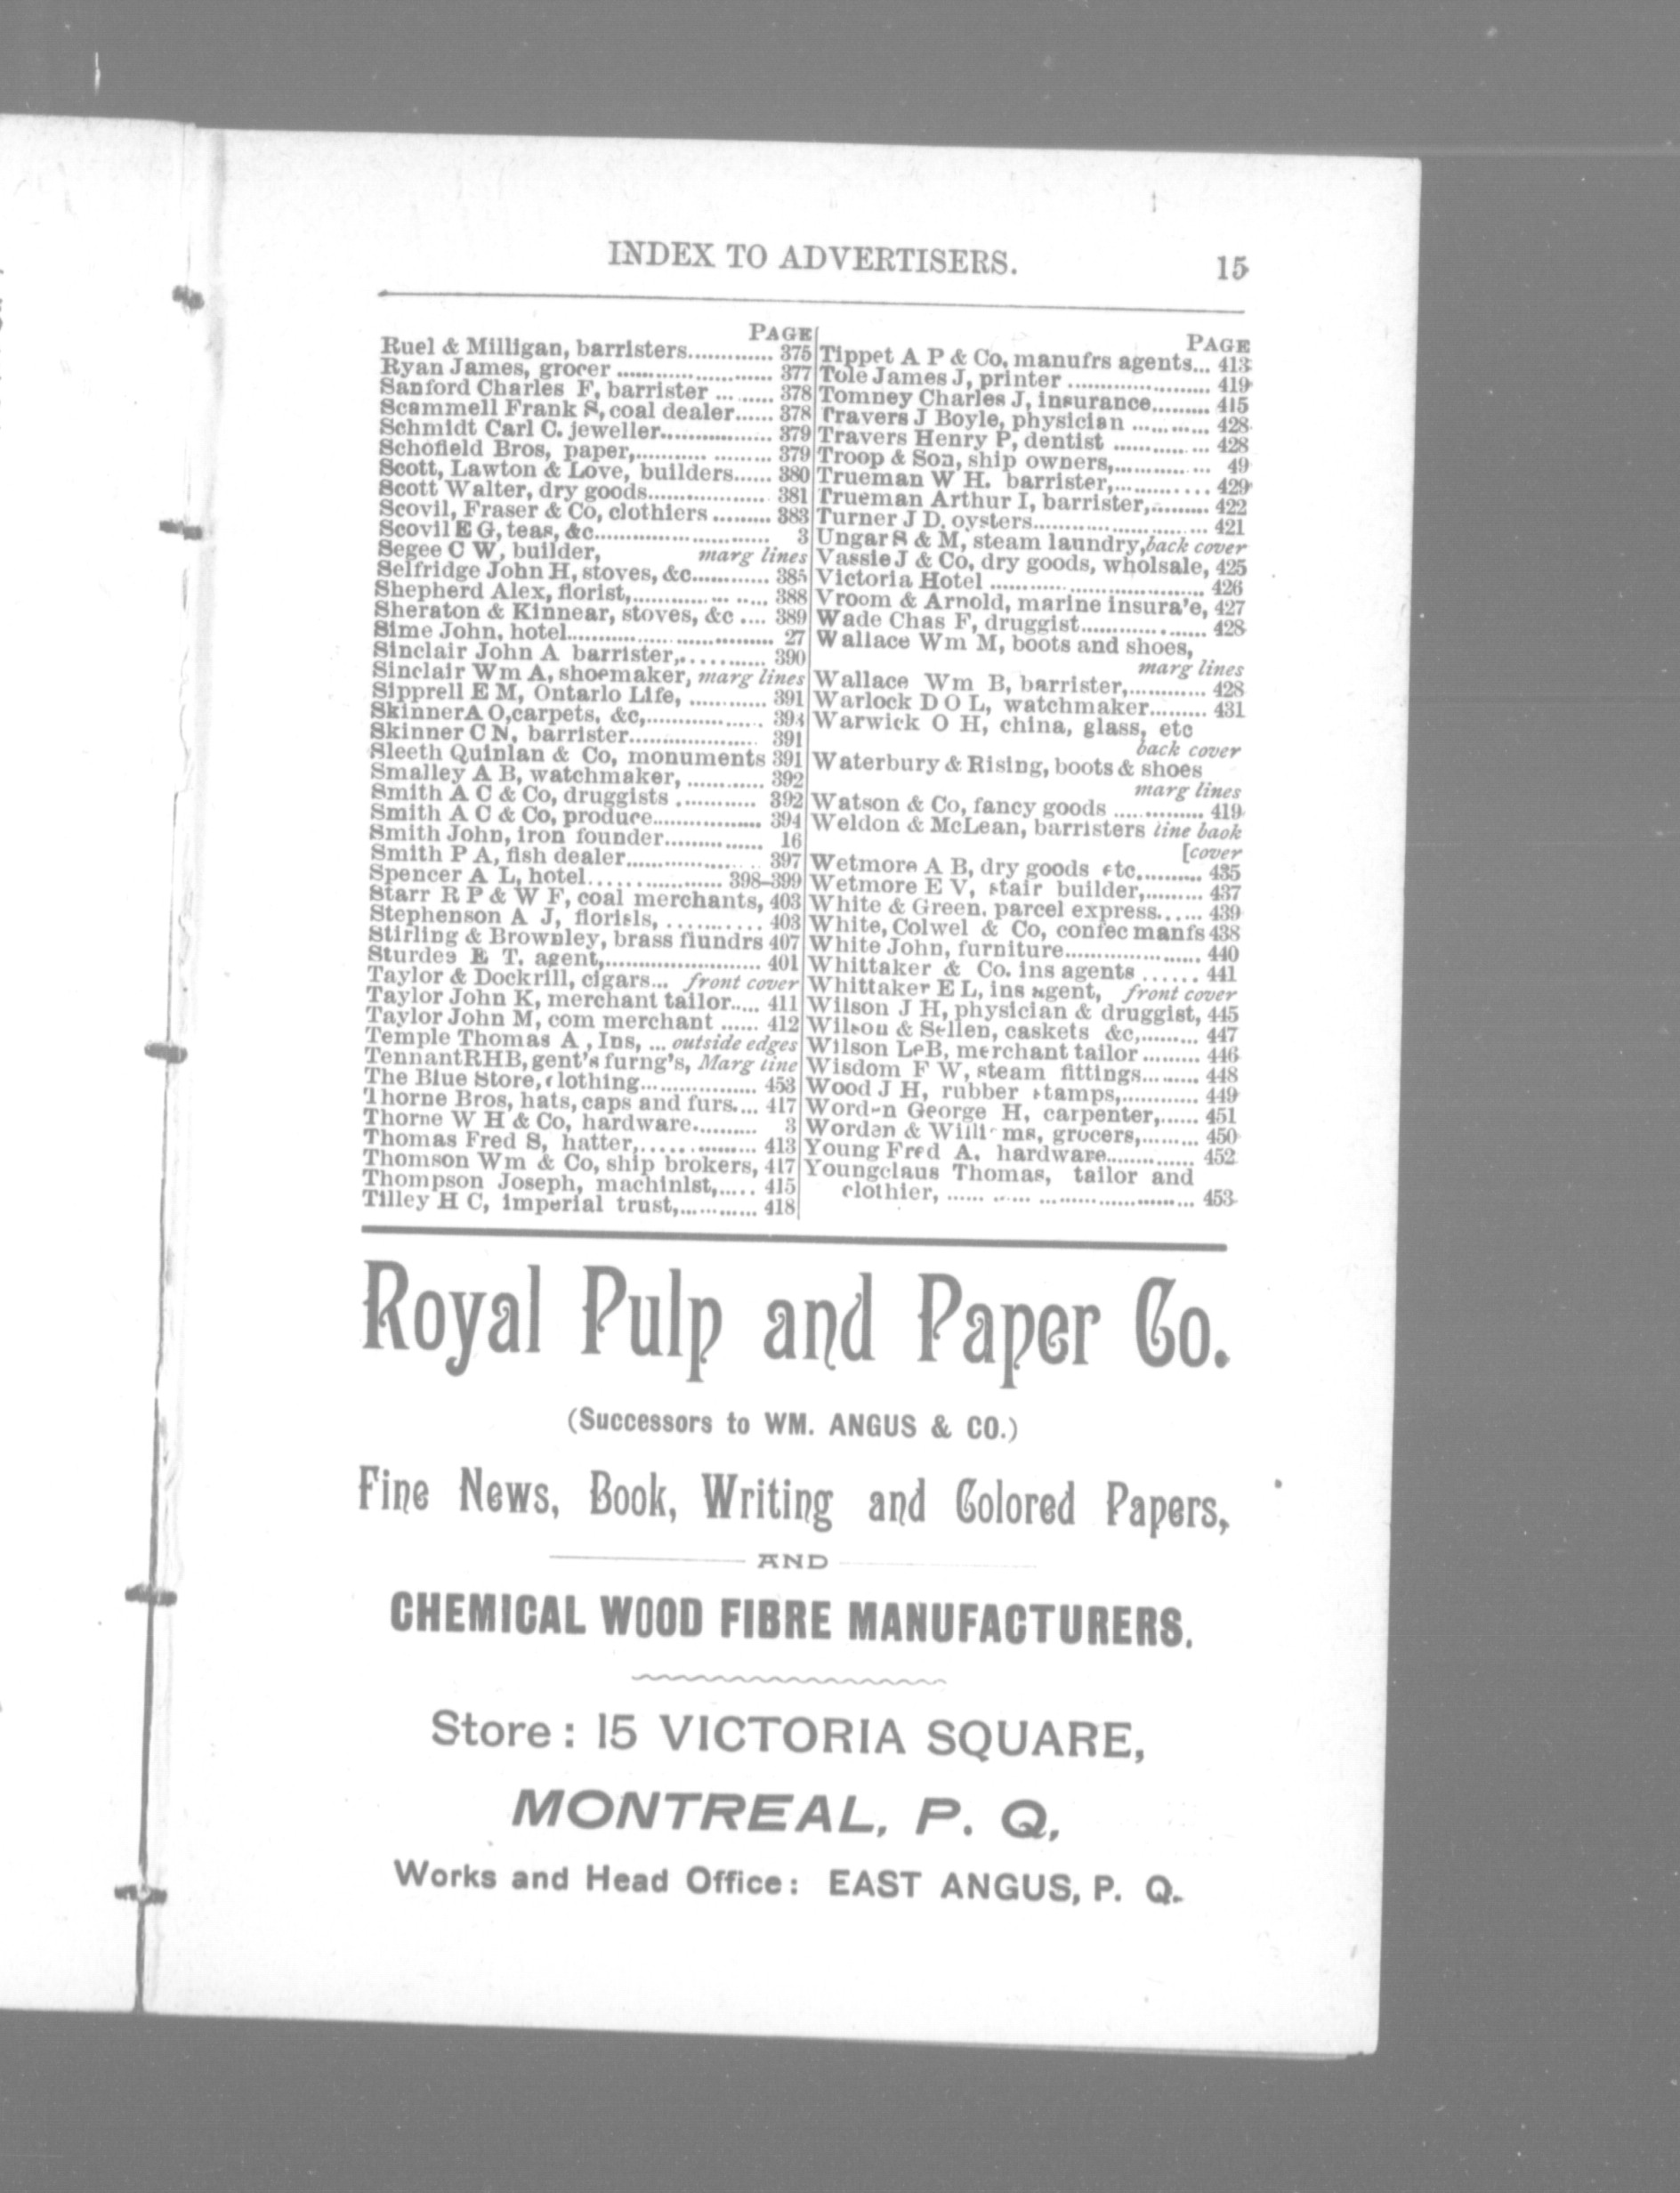 INDEX TO ADVERTISERS. 15
PAGE
Ruel & Milligan, barristers............. 375
Ryan James, grocer ........................ 377
Sanford Charles F, barrister ... ...... 378
Scammell Frank S, coal dealer...... 378
Schmidt Carl C. jeweller................. 379
Schofield Bros, paper,.......... ......... 379
Scott, Lawton & Love, builders...... 380
Scott Walter, dry goods................... 381
Scovil, Fraser & Co, clothiers ......... 383
Scovil E G, teas, &c........................... 3
Segee C W, builder, marg lines
Selfridge John H, stoves, &c............ 385
Shepherd Alex, florist,............ ... ..... 388
Sheraton & Kinnear, stoves, &c .... 389
Sime John, hotel............................... 27
Sinclair John A barrister,............. 390
Sinclair Wm A, shoemaker, marg lines
Sipprell E M, Ontario Life, ............ 391
Skinner A O, carpets, &c,.................. 393
Skinner C N, barrister................... 391
Sleeth Quinlan & Co, monuments 391
Smalley A B, watchmaker, ............ 392
Smith A C & Co, druggists ............ 392
Smith A C & Co, produce................. 394
Smith John, iron founder............... 16
Smith P A, fish dealer..................... 397
Spencer A L, hotel..................... 398-399
Starr R P & W F, coal merchants, 403
Stephenson A J, florists, ............. 403
Stirling & Brownley, brass flundrs 407
Sturdee E T. agent,........................ 401
Taylor & Dockrill, cigars... front cover
Taylor John K, merchant tailor..... 411
Taylor John M, com merchant ...... 412
Temple Thomas A, Ins, ... outside edges
Tennant RHB, gent's furng's, Marg line
The Blue Store, clothing.................. 453
Thorne Bros, hats, caps and furs.... 417
Thorne W H & Co, hardware.......... 3
Thomas Fred S, hatter,................. 413
Thomson Wm & Co, ship brokers, 417
Thompson Joseph, machinist,..... 415
Tilley H C, imperial trust,............ 418
PAGE
Tippet A P & Co, manufrs agents... 413
Tole James J, printer ...................... 419
Tomney Charles J, insurance......... 415
Travers J Boyle, physician ............ 428
Travers Henry P, dentist ............... 428
Troop & Son, ship owners,............... 49
Trueman W H. barrister,.............. 429
Trueman Arthur I, barrister,......... 422
Turner J D. oysters........................... 421
Ungar S & M, steam laundry, back cover
Vassie J & Co, dry goods, wholsale, 425
Victoria Hotel ................................. 426
Vroom & Arnold, marine insura'e, 427
Wade Chas F, druggist................... 428
Wallace Wm M, boots and shoes,
marg lines
Wallace Wm B, barrister,............ 428
Warlock D O L, watchmaker......... 431
Warwick O H, china, glass, etc
back cover
Waterbury & Rising, boots & shoes
marg lines
Watson & Co, fancy goods .............. 419
Weldon & McLean, barristers line back
[cover
Wetmore A B, dry goods etc.......... 435
Wetmore E V, stair builder,......... 437
White & Green. parcel express...... 439
White, Colwel & Co, confec manfs 438
White John, furniture..................... 440
Whittaker & Co. ins agents ...... 441
Whittaker E L, ins agent, front cover
Wilson J H, physician & druggist, 445
Wilson & Sellen, caskets &c,......... 447
Wilson LeB, merchant tailor ......... 446
Wisdom F W, steam fittings......... 448
Wood J H, rubber stamps,............. 449
Worden George H, carpenter,...... 451
Worden & Williams, grocers,......... 450
Young Fred A. hardware.............. 452
Youngclaus Thomas, tailor and
clothier, .................................... 453
Royal Pulp and Paper Co.
(Successors to WM. ANGUS & CO.)
Fine News, Book, Writing and Colored Papers,
AND
CHEMICAL WOOD FIBRE MANUFACTURERS.
Store: 15 VICTORIA SQUARE,
MONTREAL, P. Q,
Works and Head Office: EAST ANGUS, P. Q.